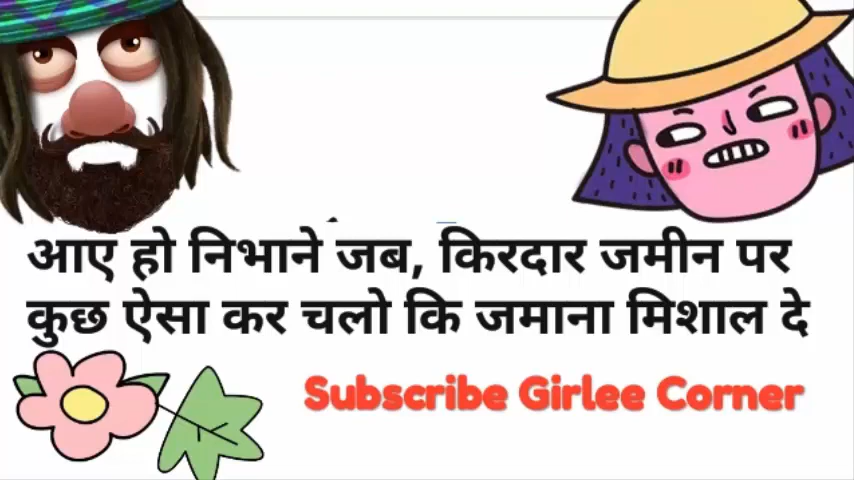 आए हो निभाने जब, किरदार जमीन पर
कुछ ऐसा कर चलो कि जमाना मिशाल दे
Subscribe Girlee Corner